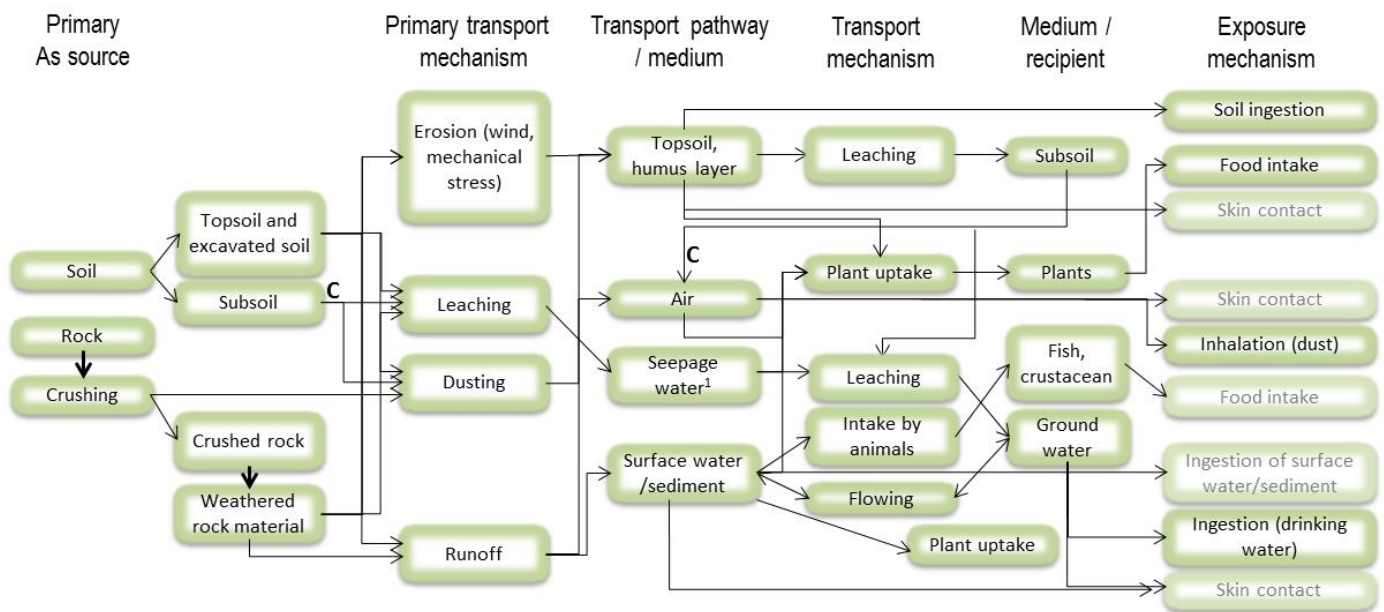 Primary
As source
Primary transport
mechanism
Transport pathway
/ medium
Transport
mechanism
Medium /
recipient
Exposure
mechanism
Soil
Rock
Crushing
Topsoil and
excavated soil
Subsoil
C
Crushed rock
Weathered
rock material
Erosion (wind,
mechanical
stress)
Leaching
Dusting
Runoff
Topsoil,
humus layer
C
Air
Seepage
water1
Surface water
/sediment
Leaching
Plant uptake
Leaching
Intake by
animals
Flowing
Plant uptake
Subsoil
Plants
Fish,
crustacean
Ground
water
Soil ingestion
Food intake
Skin contact
Skin contact
Inhalation (dust)
Food intake
Ingestion of surface
water/sediment
Ingestion (drinking
water)
Skin contact